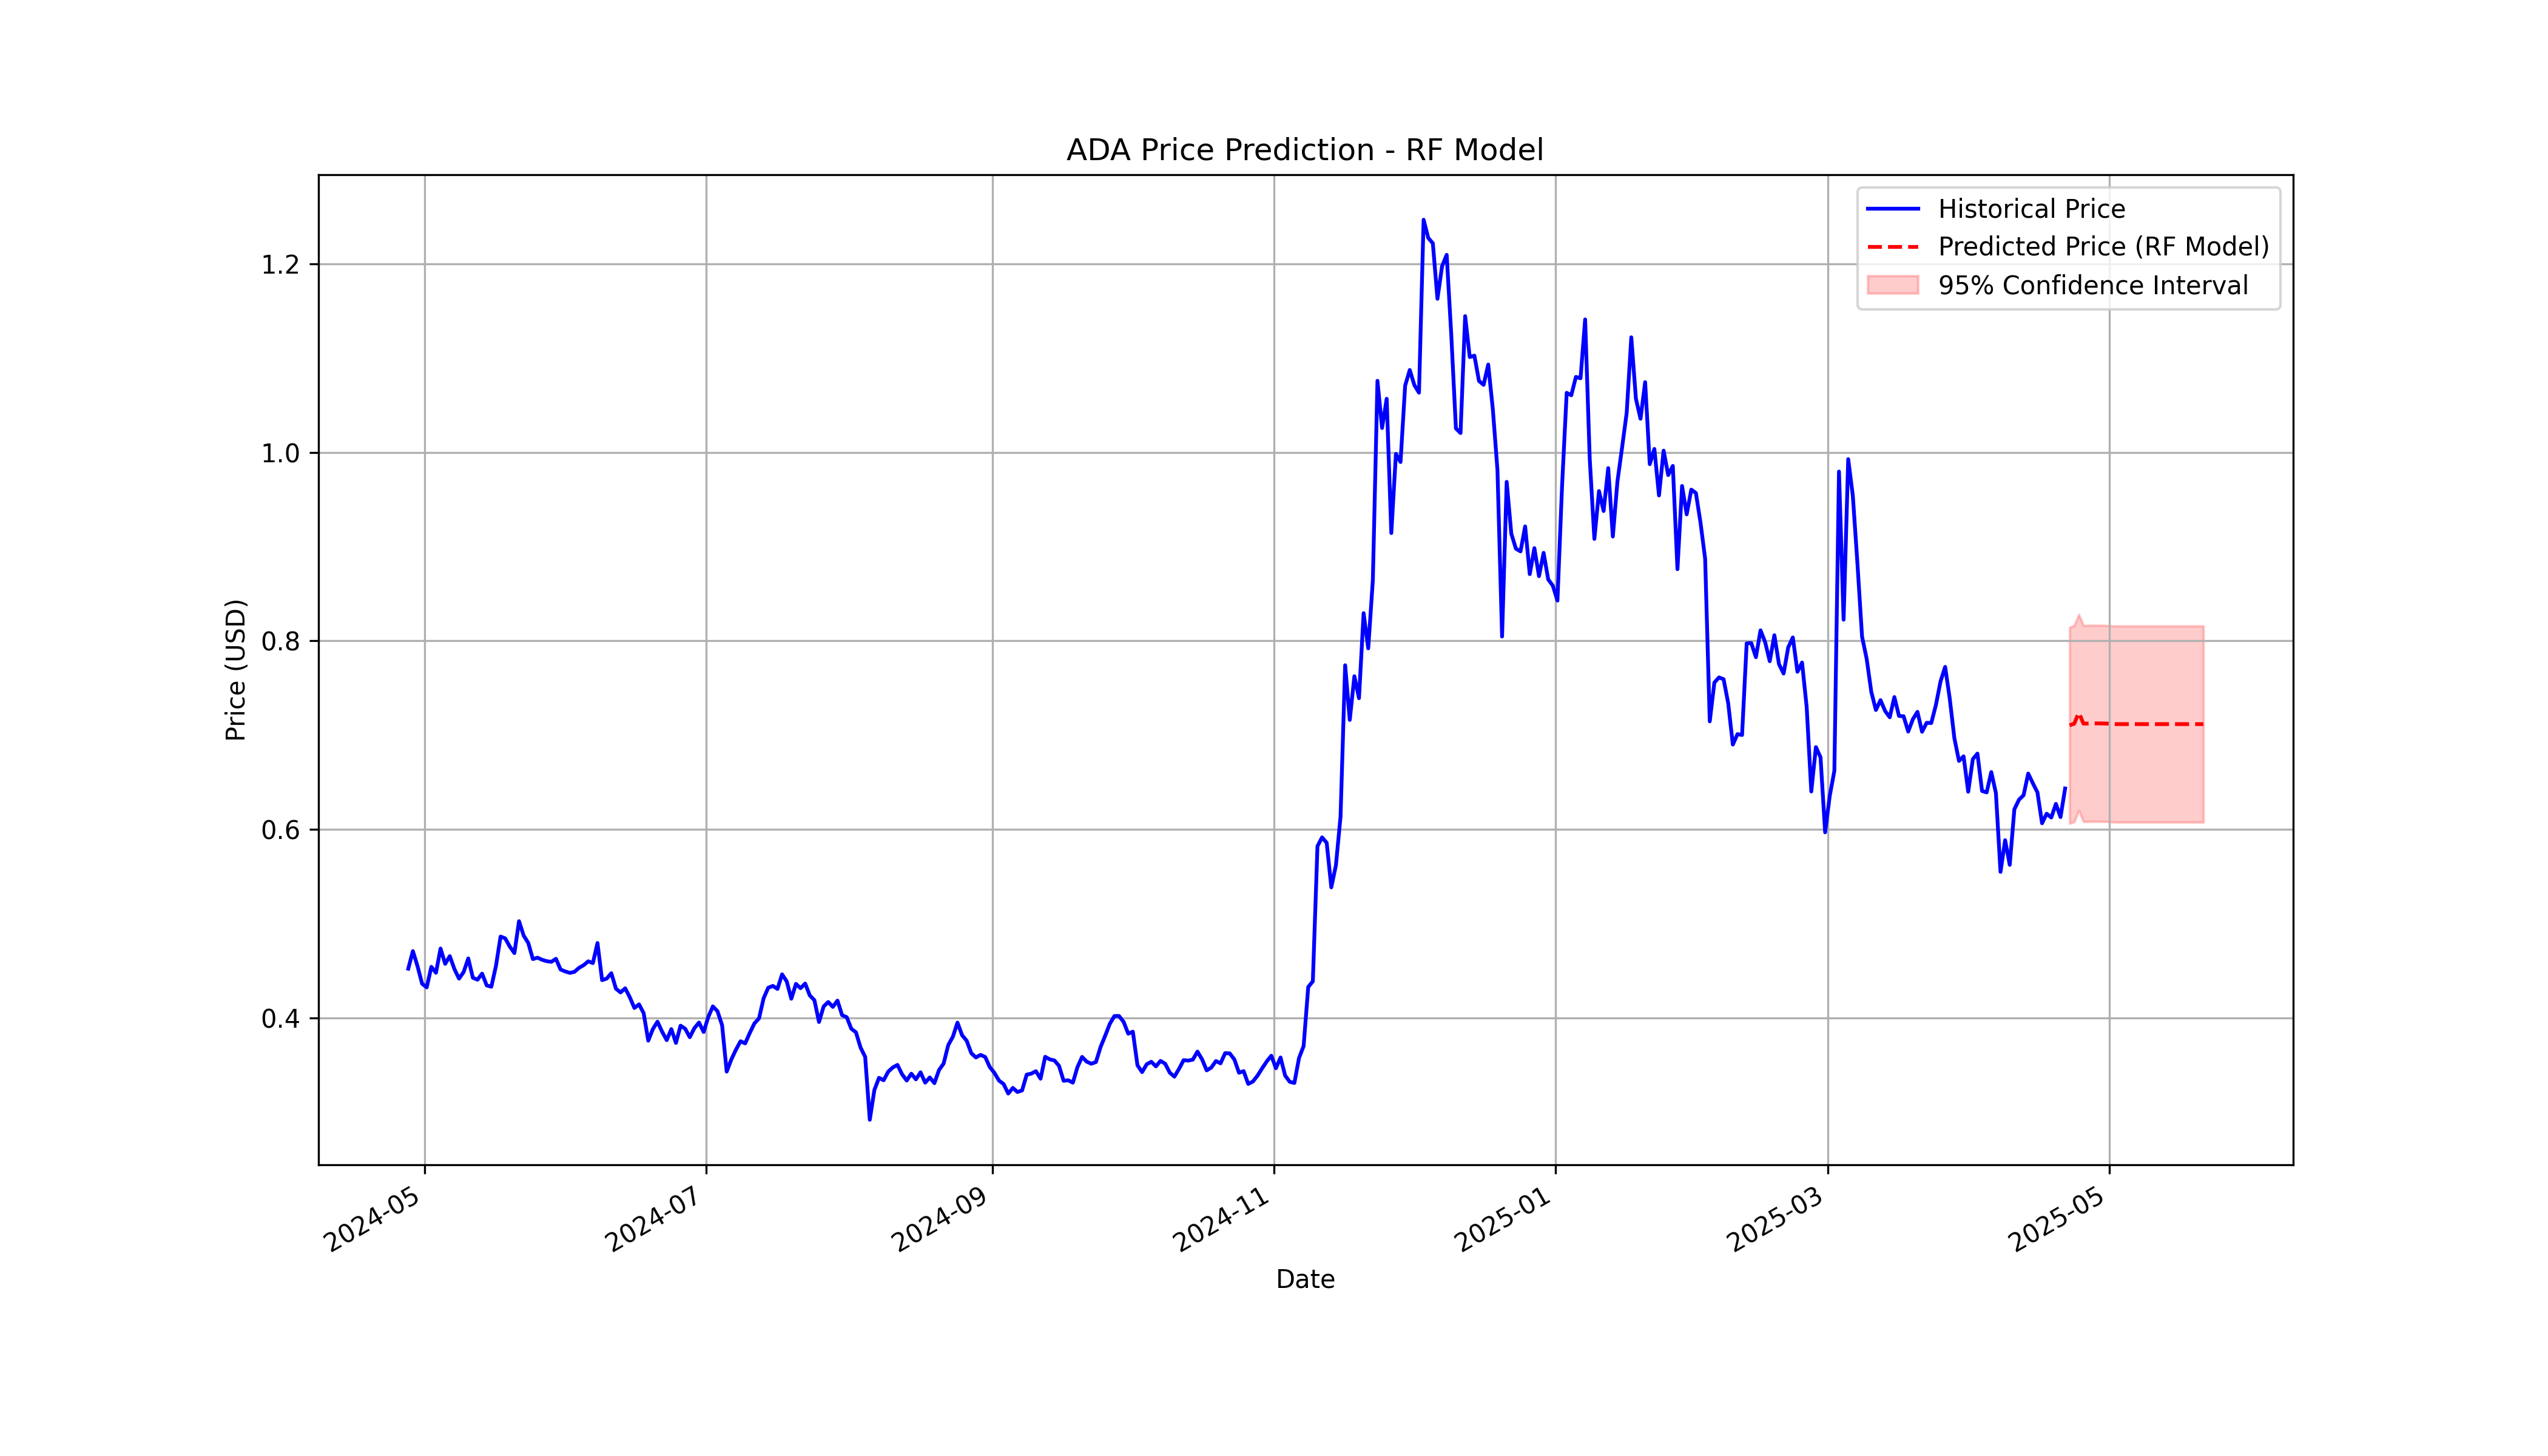 ADA Price Prediction - RF Model
Historical Price
Predicted Price (RF Model)
95% Confidence Interval
Price (USD)
1.2
1.0
0.8
0.6
0.4
2024-05
2024-07
2024-09
2024-11
2025-01
2025-03
2025-05
Date